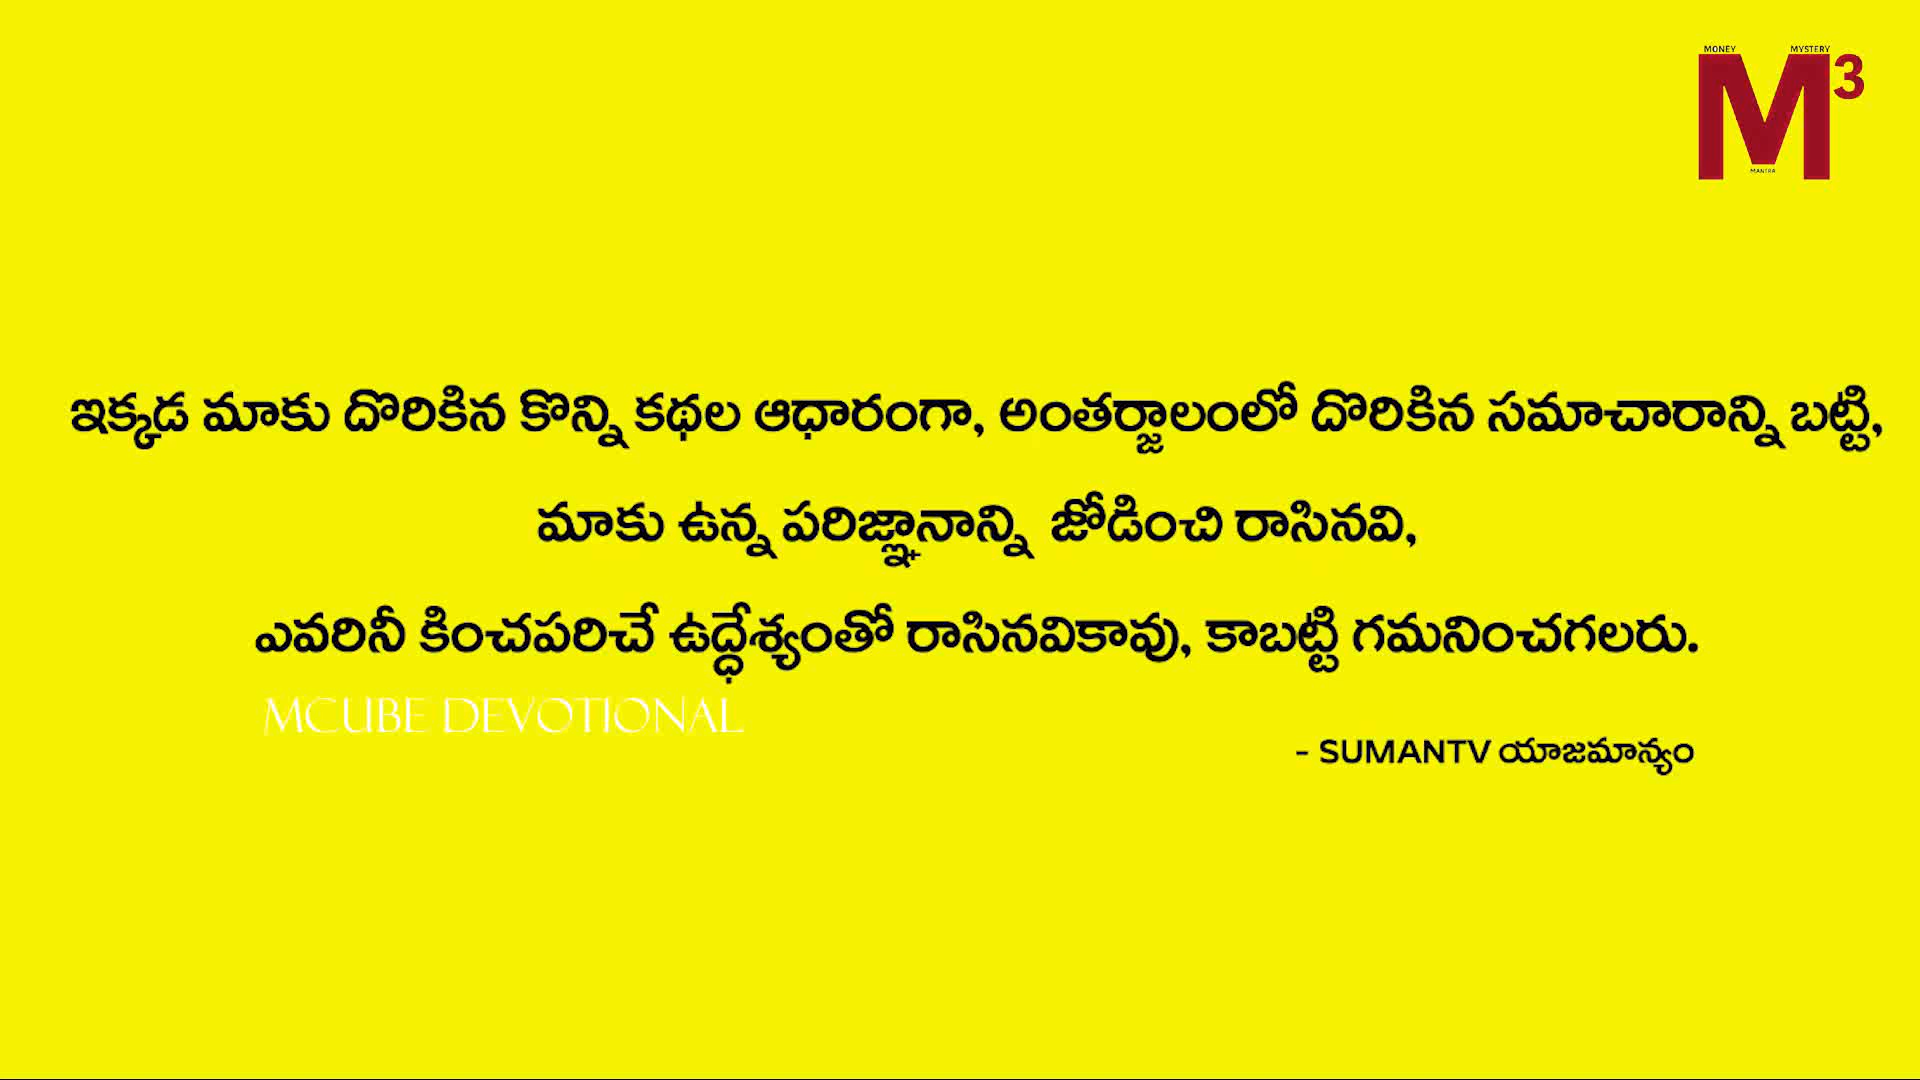 MONEY MYSTERY
M3
MANTRA
ఇక్కడ మాకు దొరికిన కొన్ని కథల ఆధారంగా, అంతర్జాలంలో దొరికిన సమాచారాన్ని బట్టి,
మాకు ఉన్న పరిజ్ఞానాన్ని జోడించి రాసినవి,
ఎవరినీ కించపరిచే ఉద్ధేశ్యంతో రాసినవికావు, కాబట్టి గమనించగలరు.
MCUBE DEVOTIONAL
- SUMANTV యాజమాన్యం